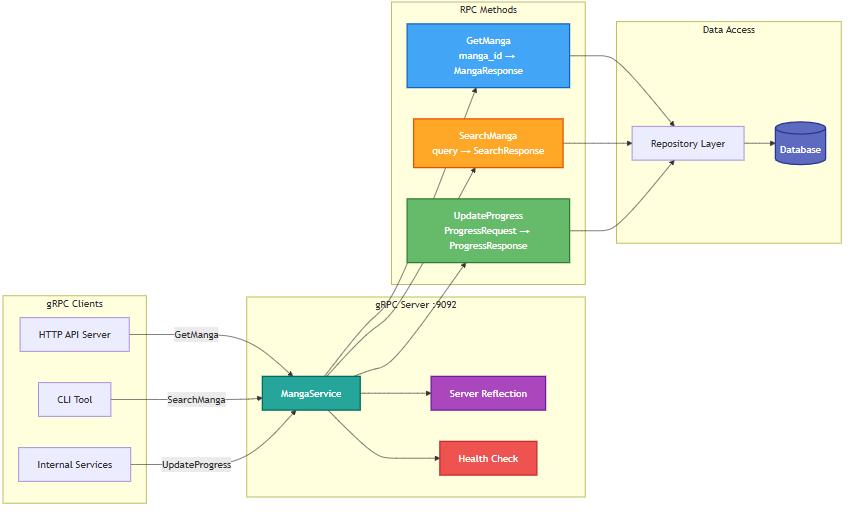 RPC Methods
GetManga
manga_id →
MangaResponse
SearchManga
query → SearchResponse
UpdateProgress
ProgressRequest →
ProgressResponse
Data Access
Repository Layer
Database
gRPC Clients
HTTP API Server
CLI Tool
Internal Services
GetManga
SearchManga
UpdateProgress
gRPC Server :9092
MangaService
Server Reflection
Health Check